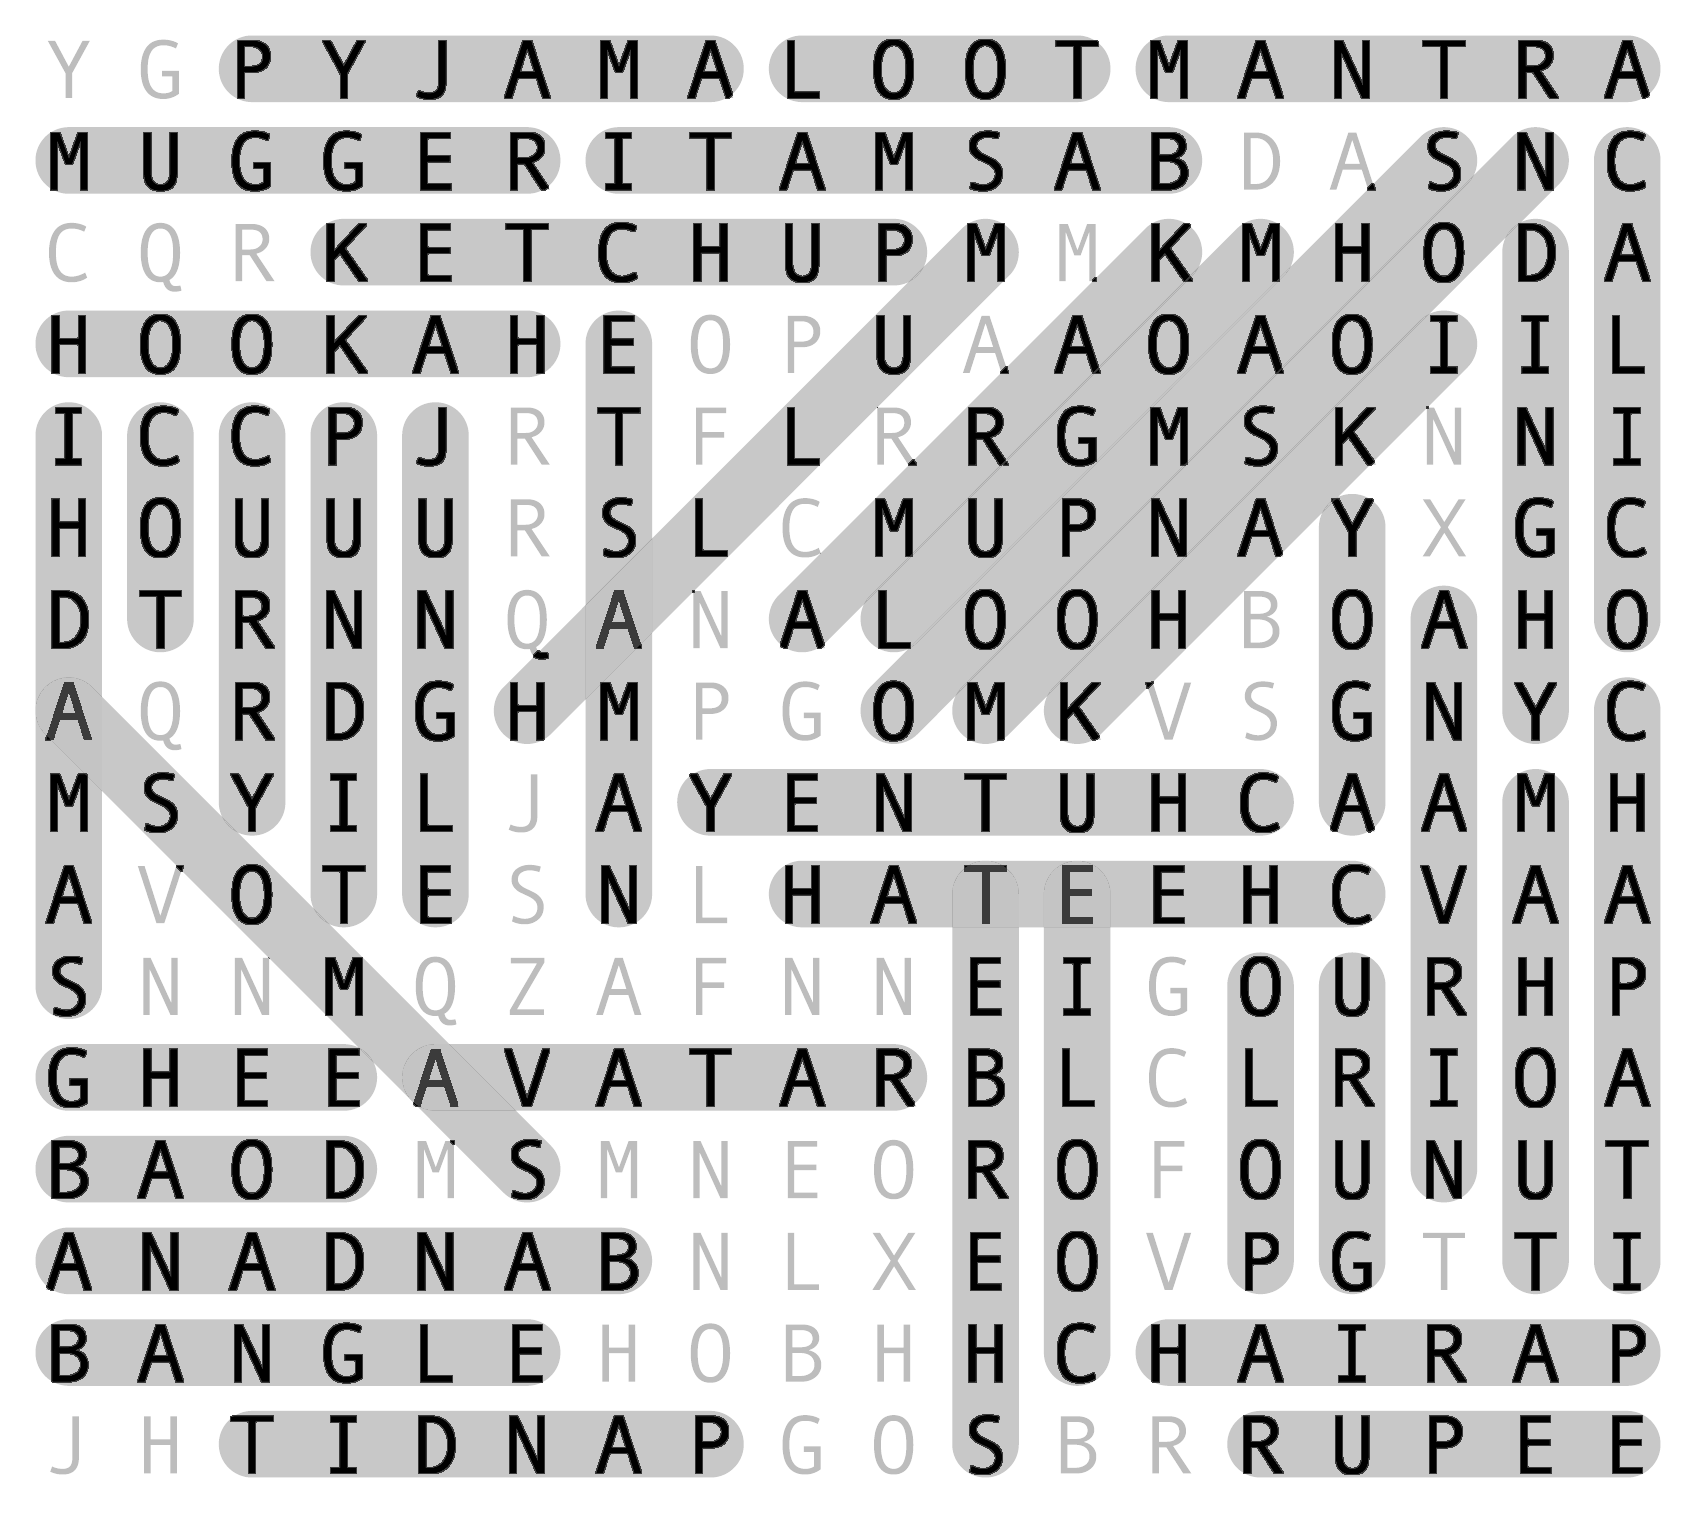 Y G P Y J A M A L O O T M A N T R A
M U G G E R I T A M S A B D A S N C
C Q R K E T C H U P M M K M H O D A
H O O K A H E O P U A A O A O I I L
I C C P J R T F L R R G M S K N N I
H O U U U R S L C M U P N A Y X G C
D T R N N Q A N A L O O H B O A H O
A Q R D G H M P G O M K V S G N Y C
M S Y I L J A Y E N T U H C A A M H
A V O T E S N L H A T E E H C V A A
S N N M Q Z A F N N E I G O U R H P
G H E E A V A T A R B L C L R I O A
B A O D M S M N E O R O F O U N U T
A N A D N A B N L X E O V P G T T I
B A N G L E H O B H H C H A I R A P
J H T I D N A P G O S B R R U P E E